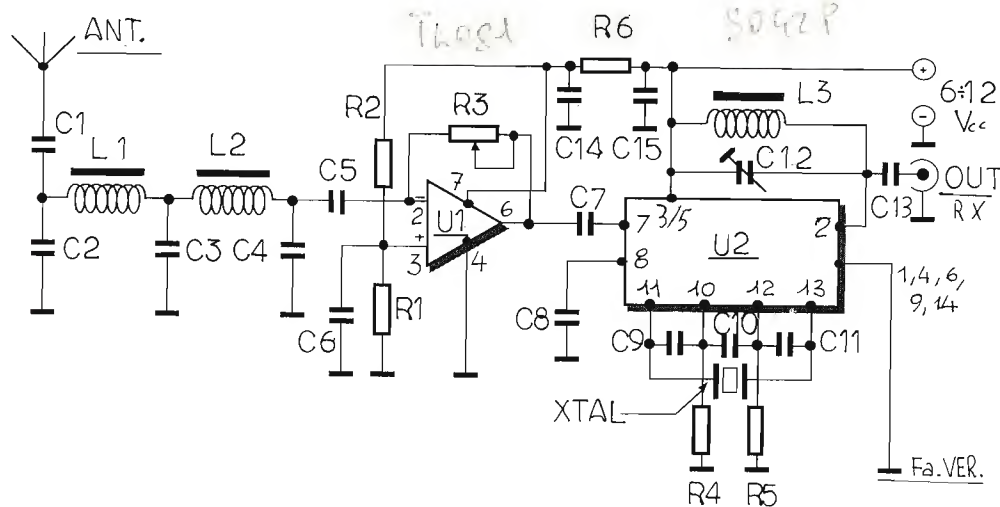 ANT.
TL081
SO42P
R6
C1
L1
L2
R2
R3
C5
C14
C15
L3
6÷12
Vcc
C12
C13
OUT
RX
C2
C3
C4
2
7
U1
6
+
3
4
C7
7
3/5
U2
2
8
C6
R1
C8
11
10
12
13
1,4,6,
9,14
C9
C10
C11
XTAL
R4
R5
Fa.VER.